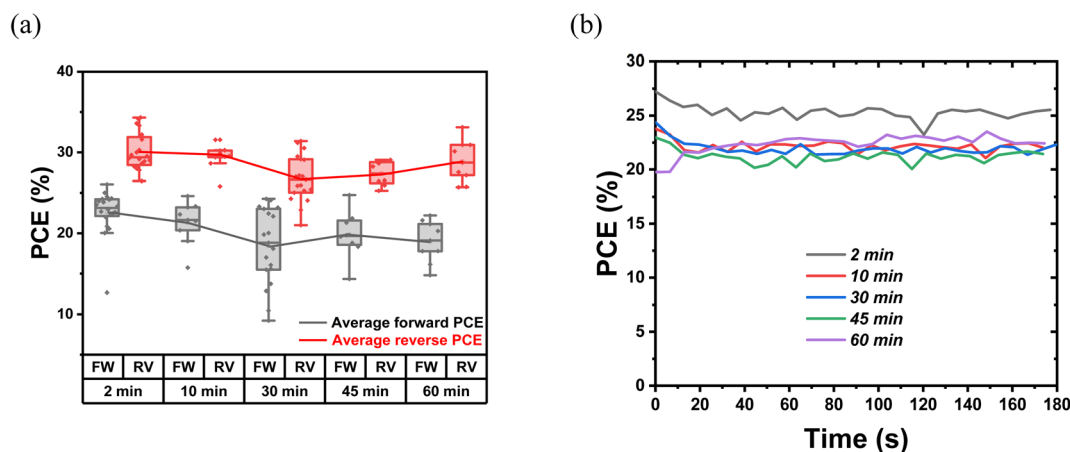 (a)
(b)
40
30
20
10
PCE (%)
Average forward PCE
Average reverse PCE
FW RV FW RV FW RV FW RV FW RV
2 min 10 min 30 min 45 min 60 min
30
25
20
15
10
5
0
PCE (%)
2 min
10 min
30 min
45 min
60 min
0 20 40 60 80 100 120 140 160 180
Time (s)